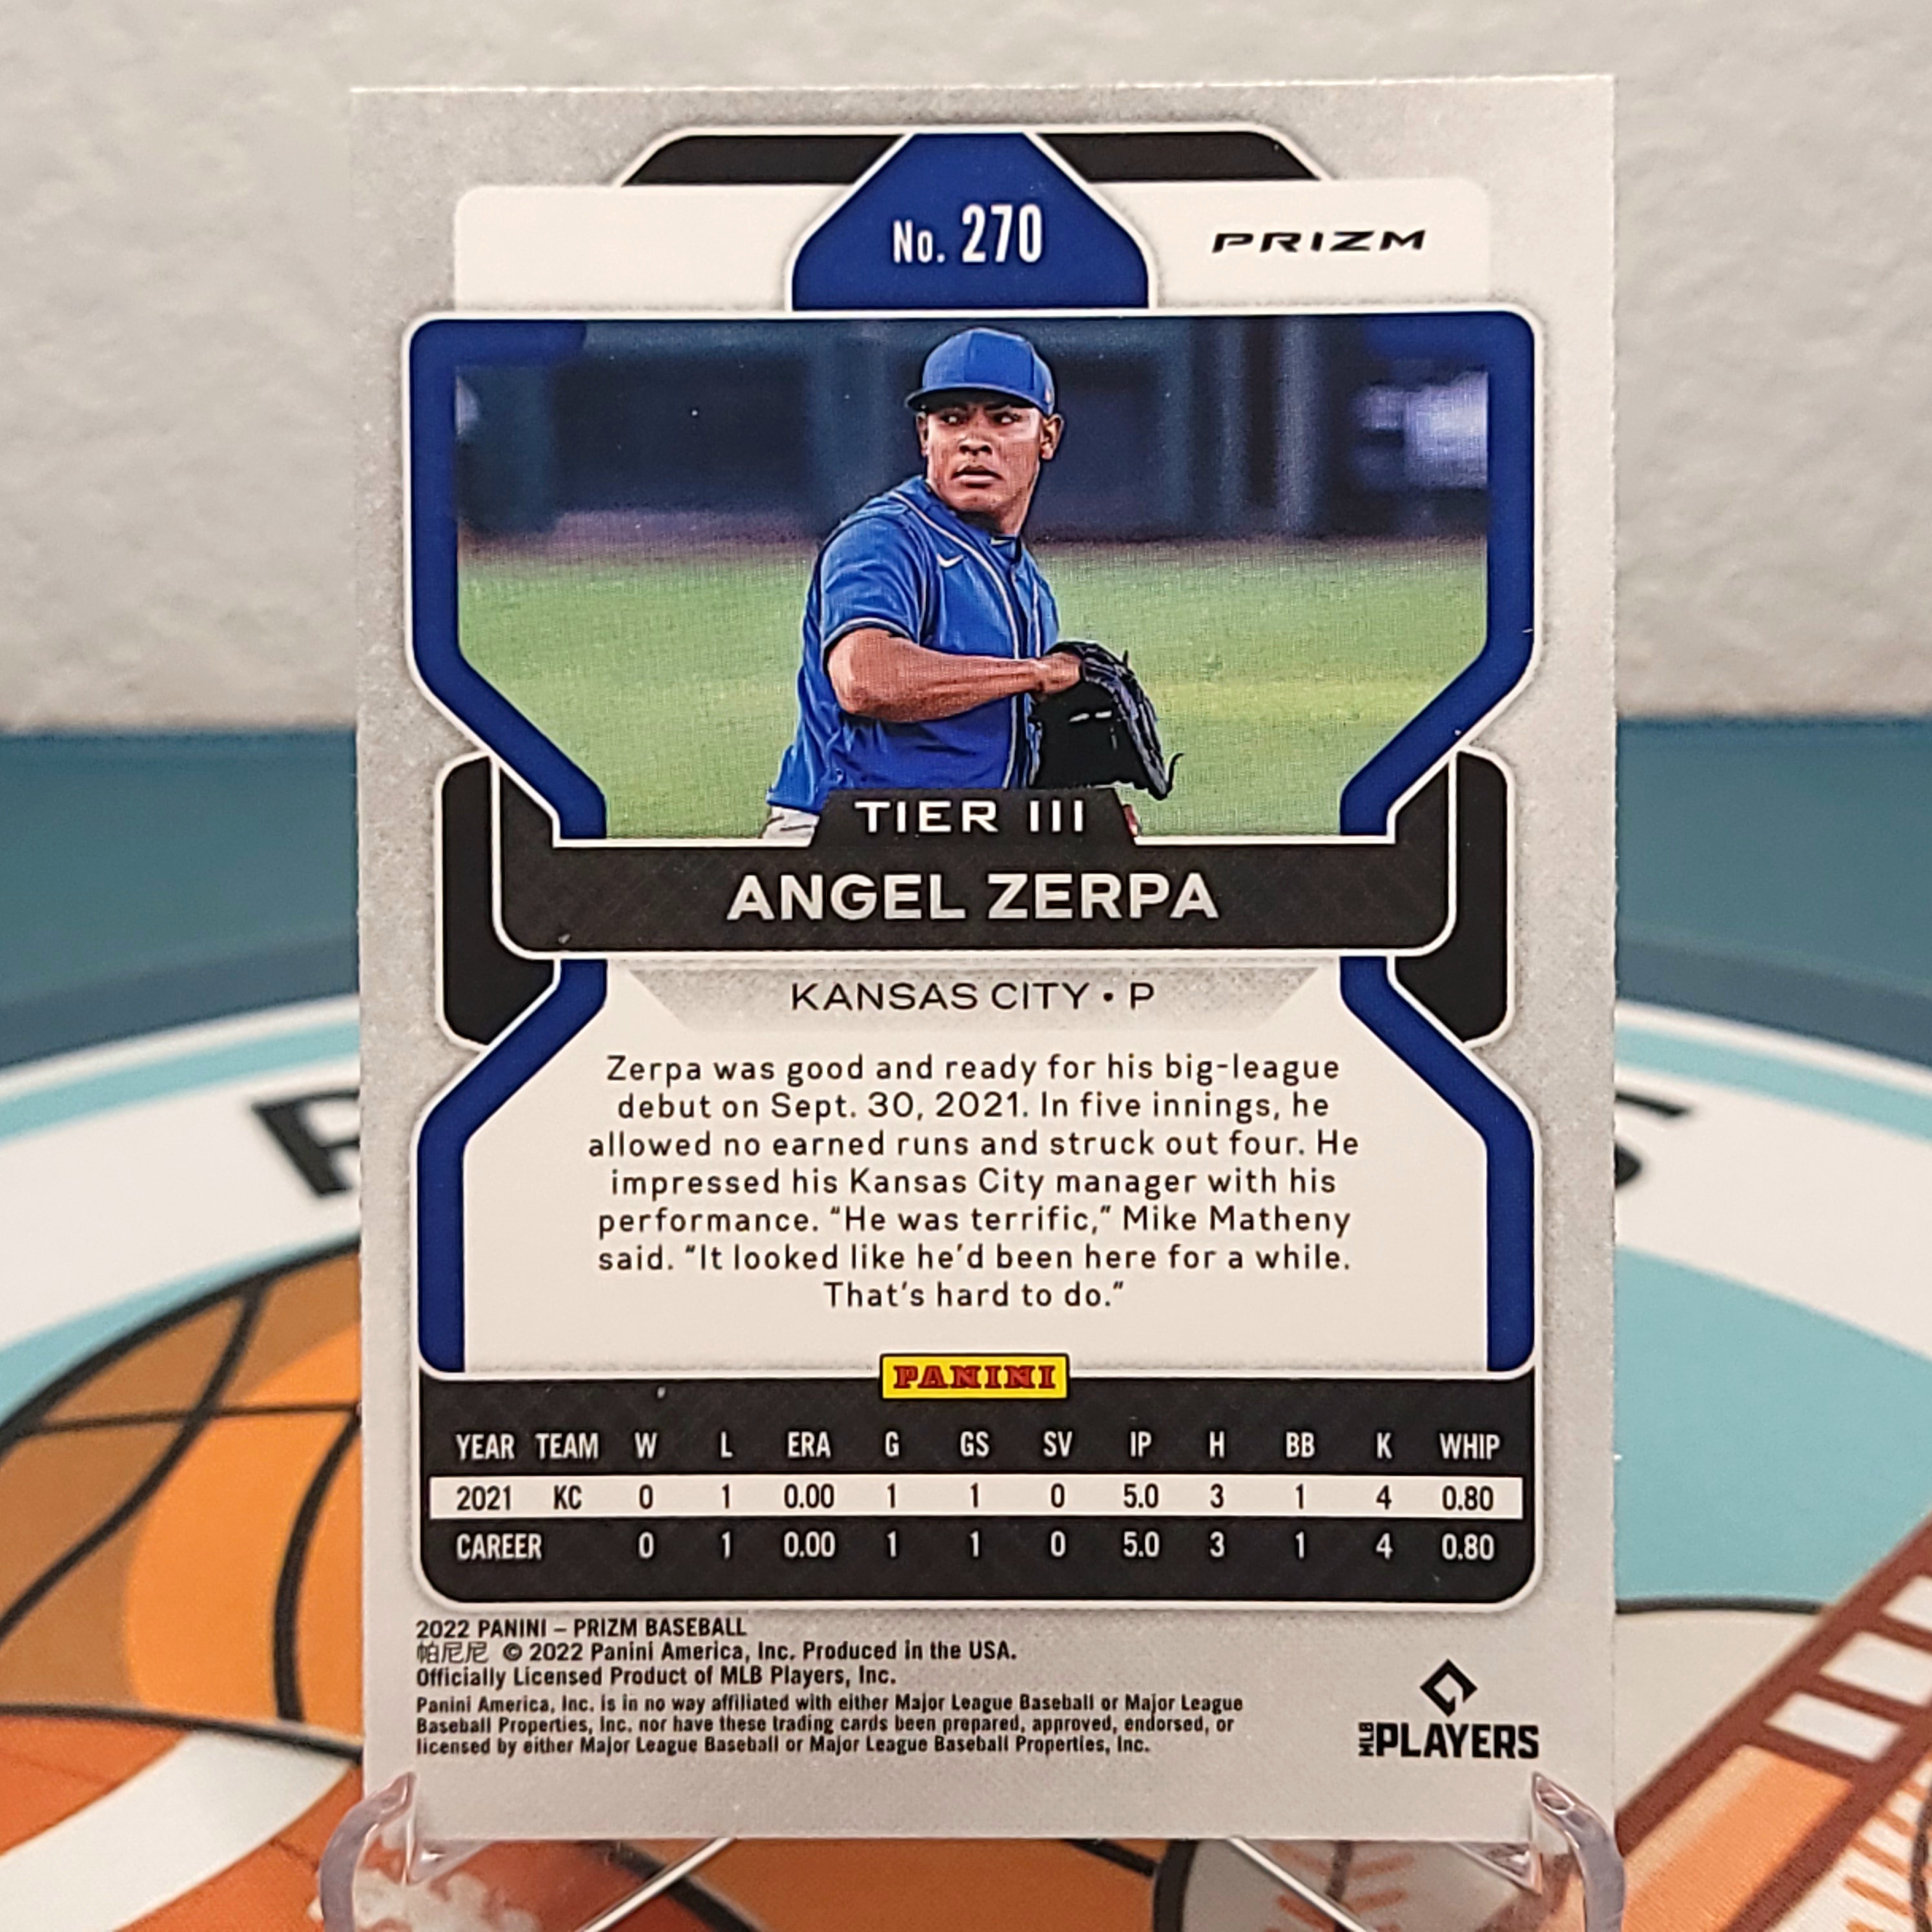 No. 270
PRIZM
TIER III
ANGEL ZERPA
KANSAS CITY • P
Zerpa was good and ready for his big-league
debut on Sept. 30, 2021. In five innings, he
allowed no earned runs and struck out four. He
impressed his Kansas City manager with his
performance. “He was terrific,” Mike Matheny
said. “It looked like he’d been here for a while.
That’s hard to do.”
PANINI
YEAR TEAM W L ERA G GS SV IP H BB K WHIP
2021 KC 0 1 0.00 1 1 0 5.0 3 1 4 0.80
CAREER 0 1 0.00 1 1 0 5.0 3 1 4 0.80
2022 PANINI – PRIZM BASEBALL
帕尼尼 © 2022 Panini America, Inc. Produced in the USA.
Officially Licensed Product of MLB Players, Inc.
Panini America, Inc. is in no way affiliated with either Major League Baseball or Major League
Baseball Properties, Inc. nor have these trading cards been prepared, approved, endorsed, or
licensed by either Major League Baseball or Major League Baseball Properties, Inc.
MLB PLAYERS